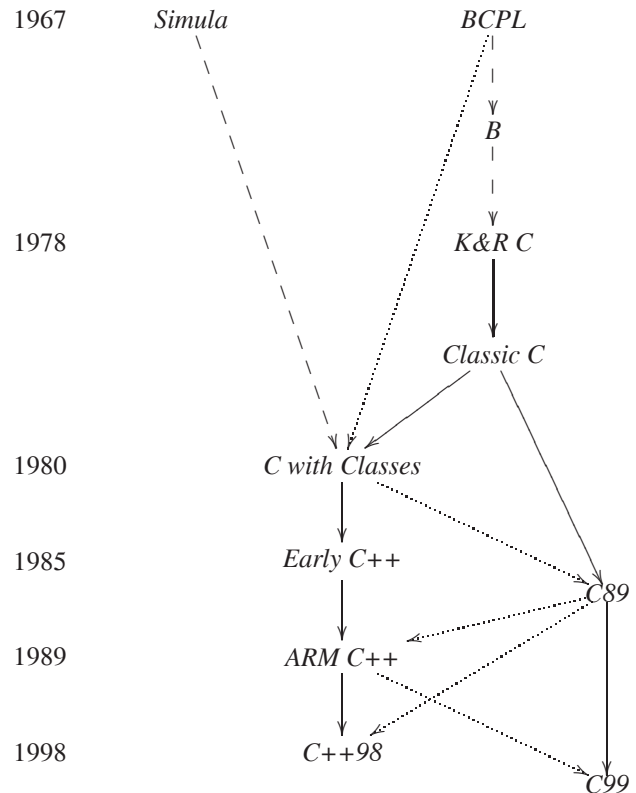 1967 Simula BCPL
B
1978 K&R C
Classic C
1980 C with Classes
1985 Early C++
C89
1989 ARM C++
1998 C++98
C99